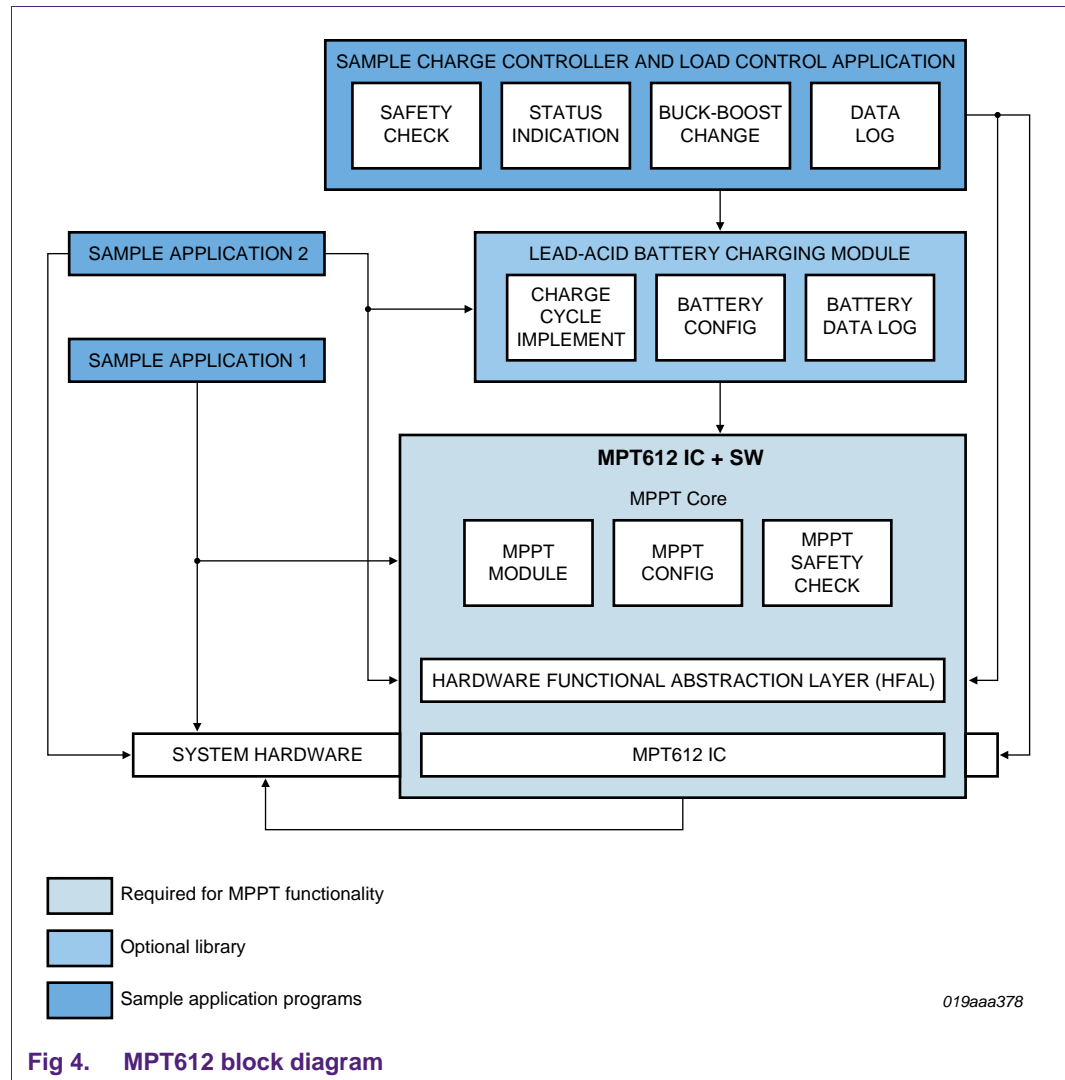 SAMPLE CHARGE CONTROLLER AND LOAD CONTROL APPLICATION
SAFETY
CHECK
STATUS
INDICATION
BUCK-BOOST
CHANGE
DATA
LOG
SAMPLE APPLICATION 2
LEAD-ACID BATTERY CHARGING MODULE
CHARGE
CYCLE
IMPLEMENT
BATTERY
CONFIG
BATTERY
DATA LOG
SAMPLE APPLICATION 1
MPT612 IC + SW
MPPT Core
MPPT
MODULE
MPPT
CONFIG
MPPT
SAFETY
CHECK
HARDWARE FUNCTIONAL ABSTRACTION LAYER (HFAL)
SYSTEM HARDWARE
MPT612 IC
Required for MPPT functionality
Optional library
Sample application programs
019aaa378
Fig 4. MPT612 block diagram